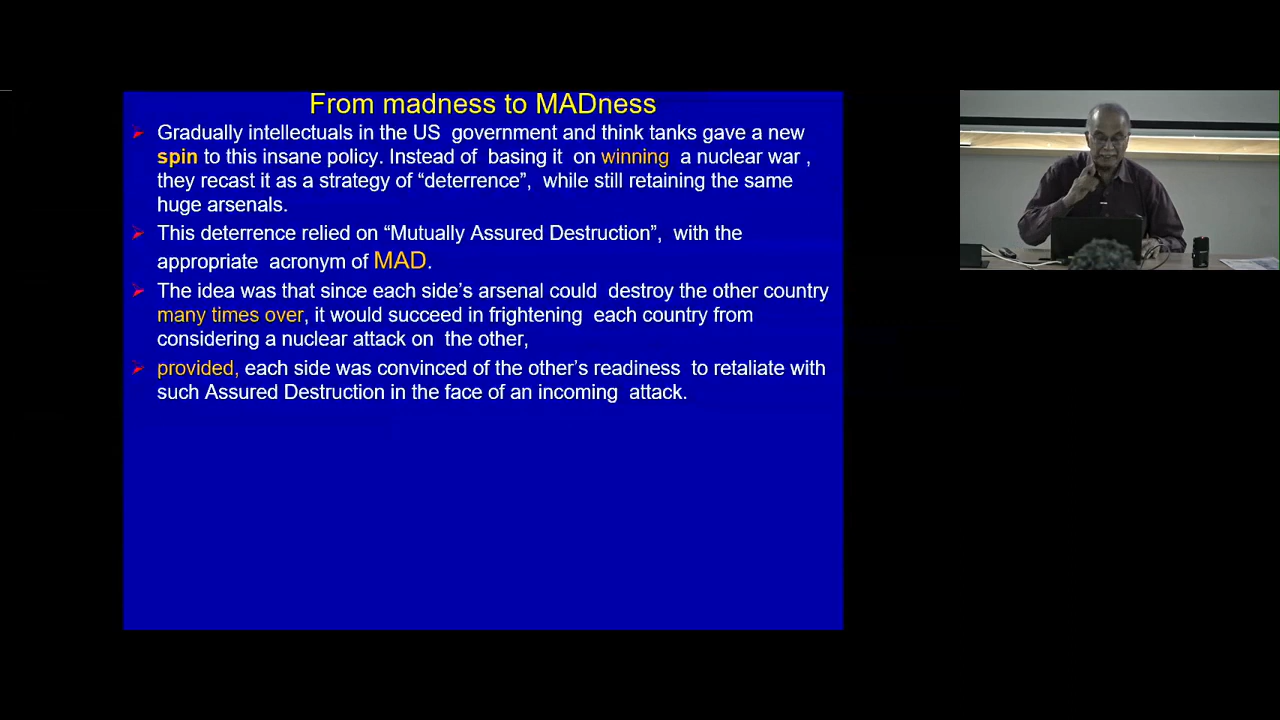 From madness to MADness
Gradually intellectuals in the US government and think tanks gave a new
spin to this insane policy. Instead of basing it on winning a nuclear war ,
they recast it as a strategy of “deterrence”, while still retaining the same
huge arsenals.
This deterrence relied on “Mutually Assured Destruction”, with the
appropriate acronym of MAD.
The idea was that since each side’s arsenal could destroy the other country
many times over, it would succeed in frightening each country from
considering a nuclear attack on the other,
provided, each side was convinced of the other’s readiness to retaliate with
such Assured Destruction in the face of an incoming attack.